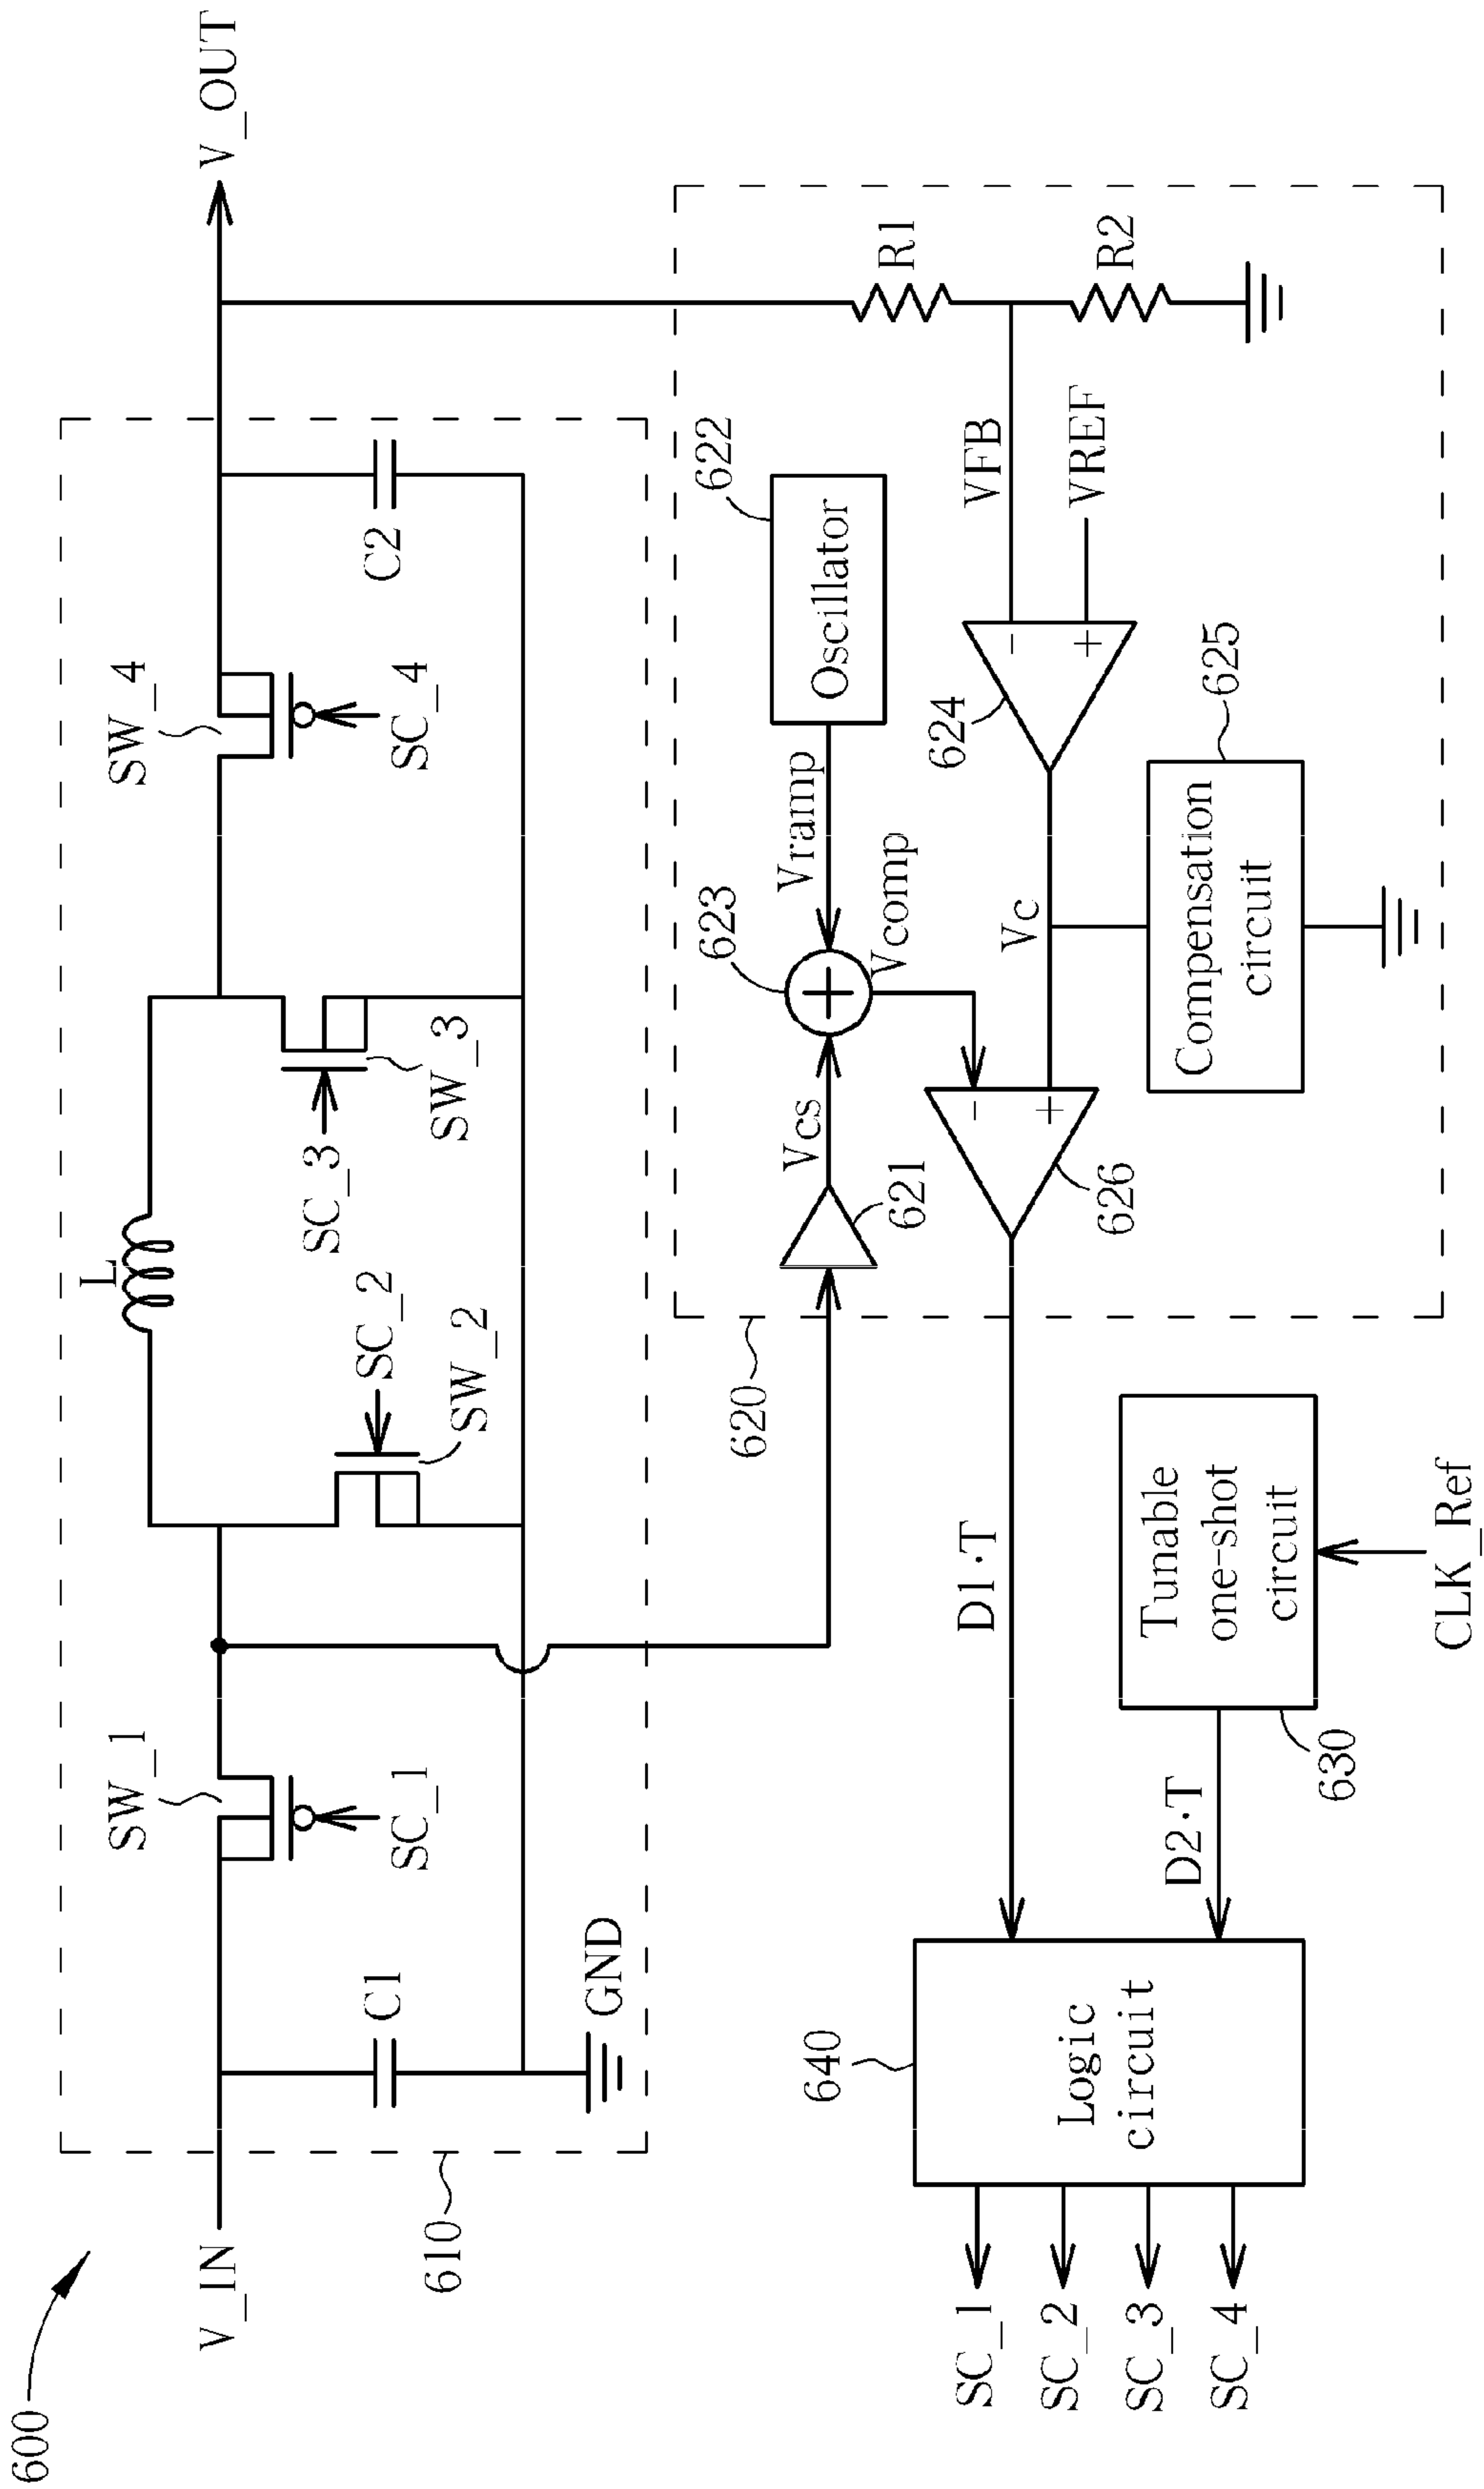 600
V_IN
V_OUT
610
SW_1
SC_1
C1
GND
L
SC_2
SW_2
SC_3
SW_3
SW_4
SC_4
C2
620
621
Vcs
623
Vramp
622
Oscillator
Vcomp
626
Vc
624
VFB
VREF
R1
R2
Compensation
circuit
625
D1·T
D2·T
Tunable
one-shot
circuit
630
CLK_Ref
640
Logic
circuit
SC_1
SC_2
SC_3
SC_4